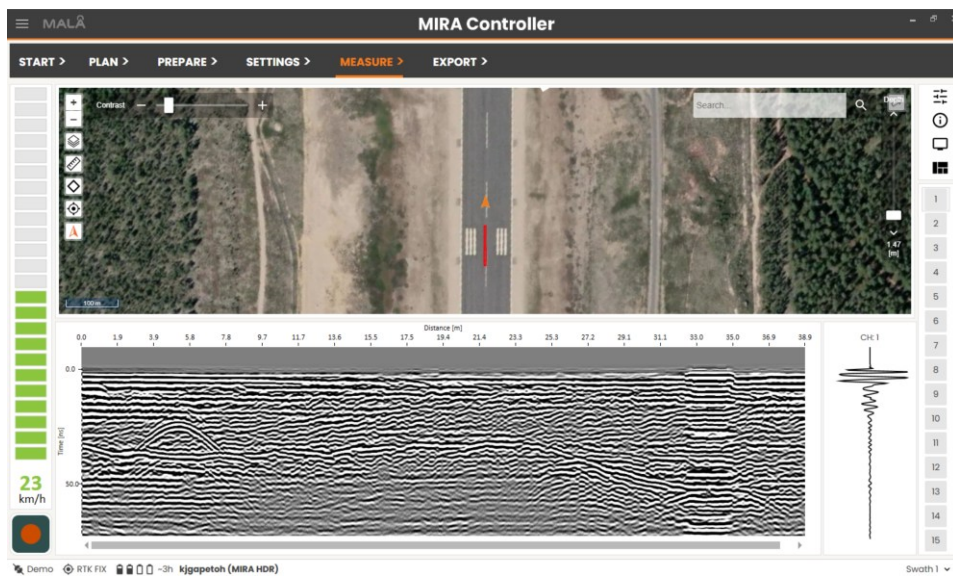 MALÅ
MIRA Controller
START > PLAN > PREPARE > SETTINGS > MEASURE > EXPORT >
+ Contrast - + Search... Depth
-
1.47
[m]
100 m
Distance [m]
0.0 1.9 3.9 5.8 7.8 9.7 11.7 13.6 15.5 17.5 19.4 21.4 23.3 25.3 27.2 29.1 31.1 33.0 35.0 36.9 38.9
CH: 1
0.0
Time [ns]
50.0
1
2
3
4
5
6
7
8
9
10
11
12
13
14
15
23
km/h
Demo RTK FIX ~3h kjgapetoh (MIRA HDR) Swath 1